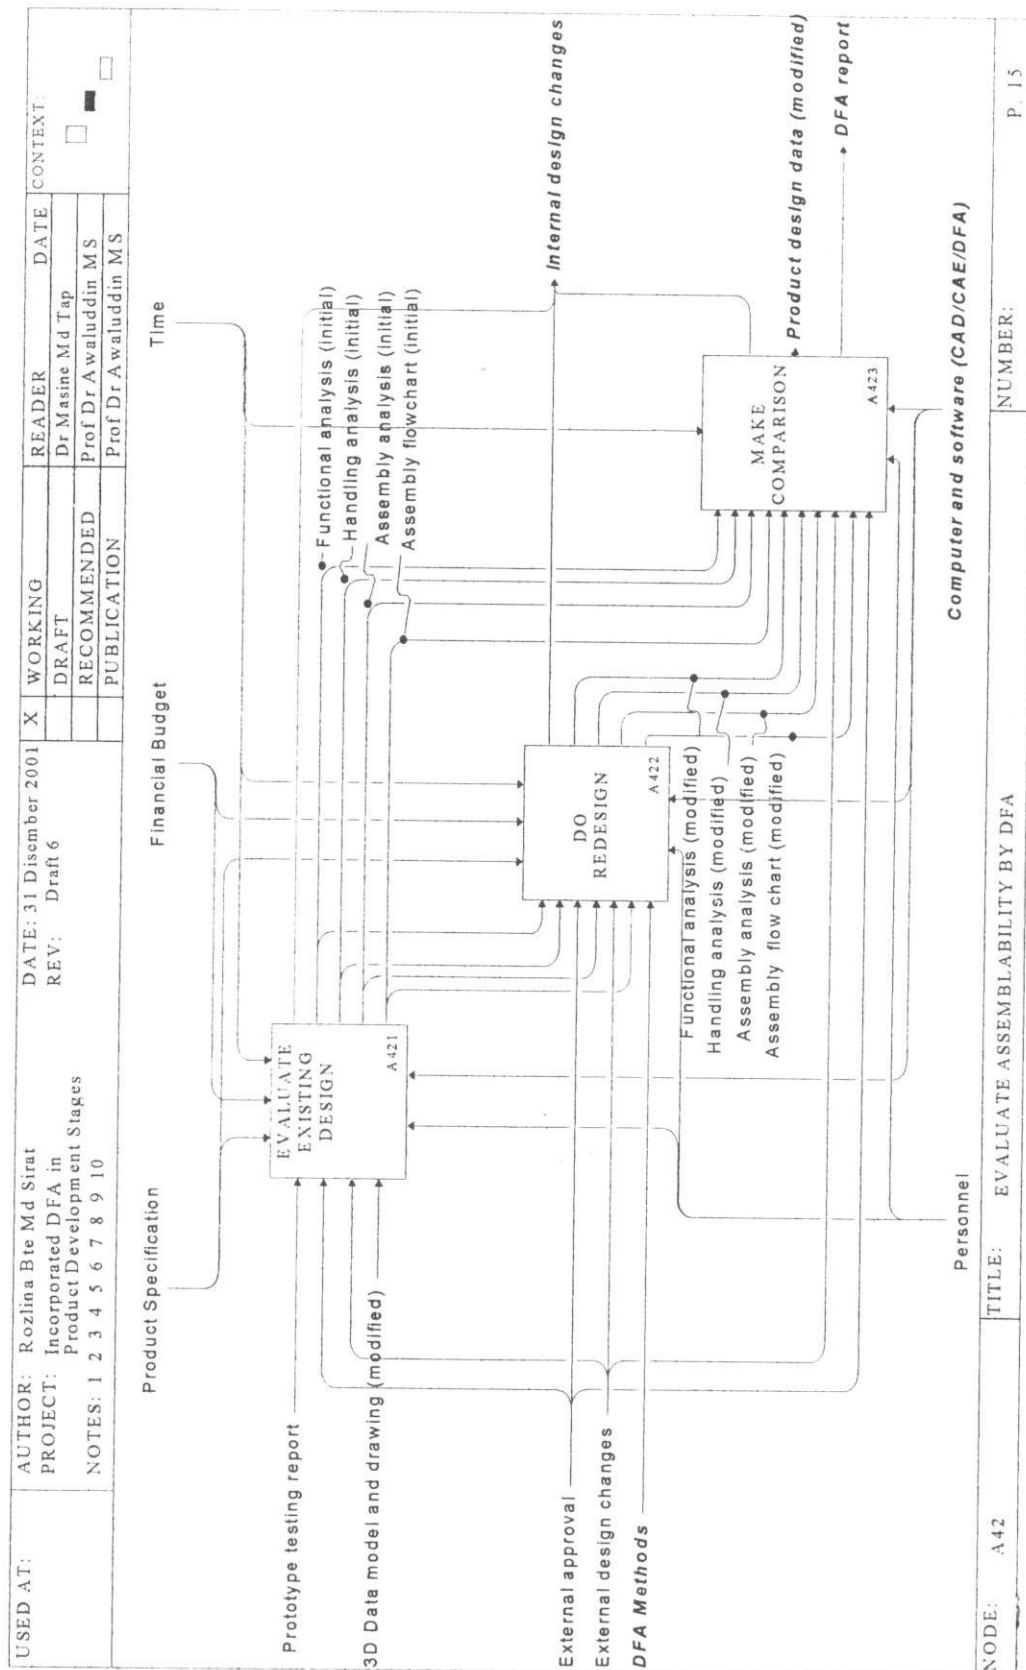 USED AT:
AUTHOR: Rozlina Bte Md Sirat
PROJECT: Incorporated DFA in
Product Development Stages
NOTES: 1 2 3 4 5 6 7 8 9 10
DATE: 31 Disember 2001
REV: Draft 6
X WORKING
DRAFT
RECOMMENDED
PUBLICATION
READER DATE
Dr Masine Md Tap
Prof Dr Awaluddin MS
Prof Dr Awaluddin MS
CONTEXT:
Product Specification
Financial Budget
Time
Prototype testing report
3D Data model and drawing (modified)
External approval
External design changes
DFA Methods
EVALUATE
EXISTING
DESIGN
A421
Functional analysis (initial)
Handling analysis (initial)
Assembly analysis (initial)
Assembly flowchart (initial)
DO
REDESIGN
A422
Functional analysis (modified)
Handling analysis (modified)
Assembly analysis (modified)
Assembly flow chart (modified)
MAKE
COMPARISON
A423
Internal design changes
Product design data (modified)
DFA report
Personnel
Computer and software (CAD/CAE/DFA)
NODE: A42
TITLE: EVALUATE ASSEMBLABILITY BY DFA
NUMBER:
P. 15